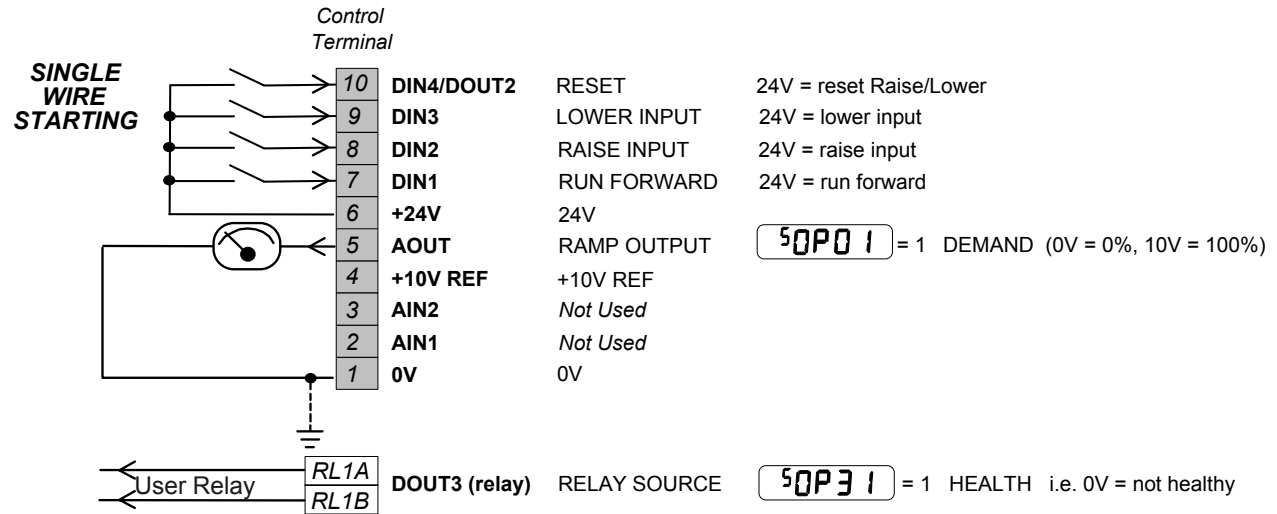 Control
Terminal
SINGLE
WIRE
STARTING
10 DIN4/DOUT2 RESET 24V = reset Raise/Lower
9 DIN3 LOWER INPUT 24V = lower input
8 DIN2 RAISE INPUT 24V = raise input
7 DIN1 RUN FORWARD 24V = run forward
6 +24V 24V
5 AOUT RAMP OUTPUT SOP01 = 1 DEMAND (0V = 0%, 10V = 100%)
4 +10V REF +10V REF
3 AIN2 Not Used
2 AIN1 Not Used
1 0V 0V
User Relay
RL1A
RL1B
DOUT3 (relay) RELAY SOURCE SOP31 = 1 HEALTH i.e. 0V = not healthy